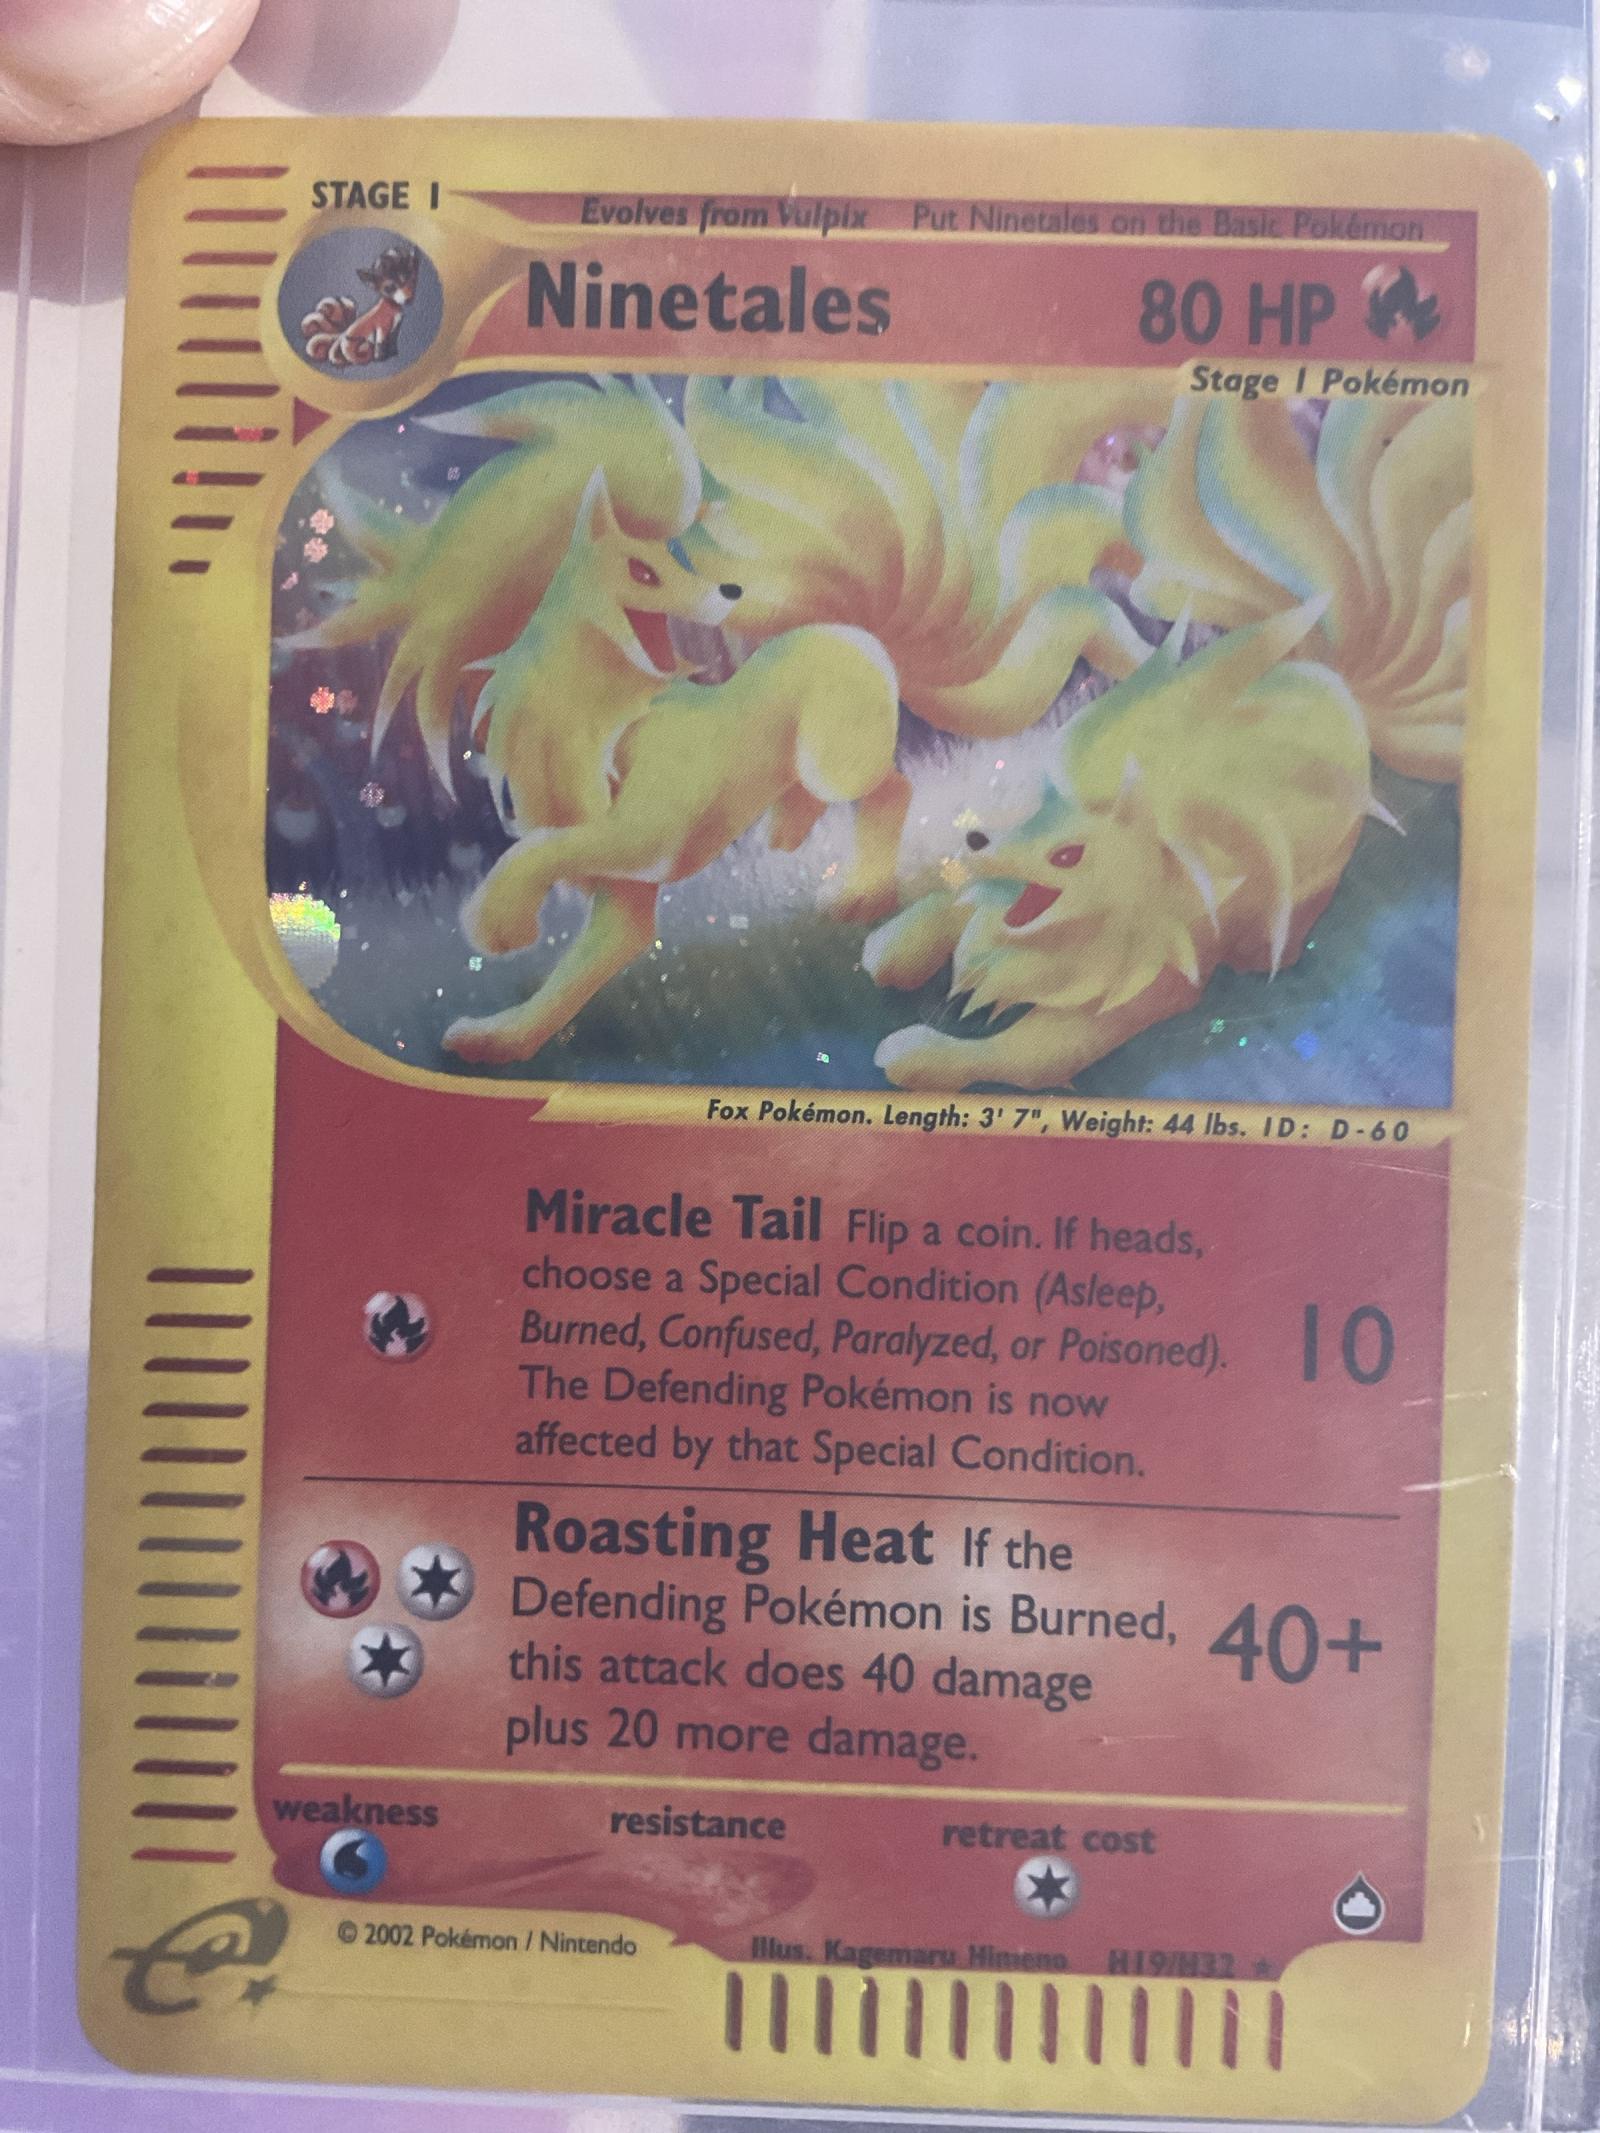 STAGE 1
Evolves from Vulpix Put Ninetales on the Basic Pokémon
Ninetales 80 HP
Stage 1 Pokémon
Fox Pokémon. Length: 3' 7", Weight: 44 lbs. ID: D-60
Miracle Tail Flip a coin. If heads,
choose a Special Condition (Asleep,
Burned, Confused, Paralyzed, or Poisoned).
The Defending Pokémon is now
affected by that Special Condition.
10
Roasting Heat If the
Defending Pokémon is Burned,
this attack does 40 damage
plus 20 more damage.
40+
weakness resistance retreat cost
© 2002 Pokémon / Nintendo
Illus. Kagemaru Himeno H19/H32 ★
e